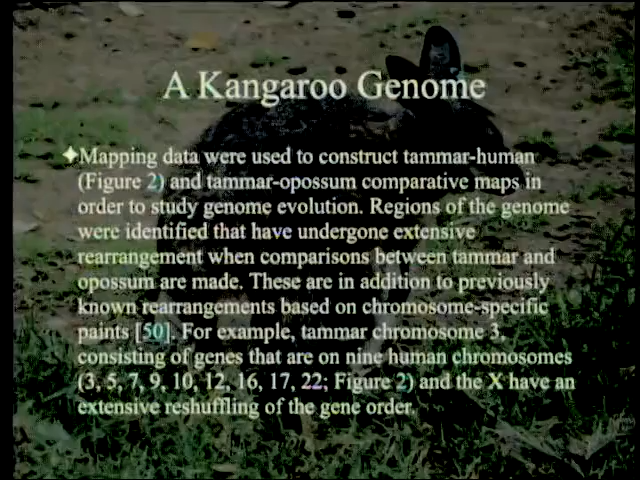 A Kangaroo Genome
✦Mapping data were used to construct tammar-human
(Figure 2) and tammar-opossum comparative maps in
order to study genome evolution. Regions of the genome
were identified that have undergone extensive
rearrangement when comparisons between tammar and
opossum are made. These are in addition to previously
known rearrangements based on chromosome-specific
paints [50]. For example, tammar chromosome 3,
consisting of genes that are on nine human chromosomes
(3, 5, 7, 9, 10, 12, 16, 17, 22; Figure 2) and the X have an
extensive reshuffling of the gene order.